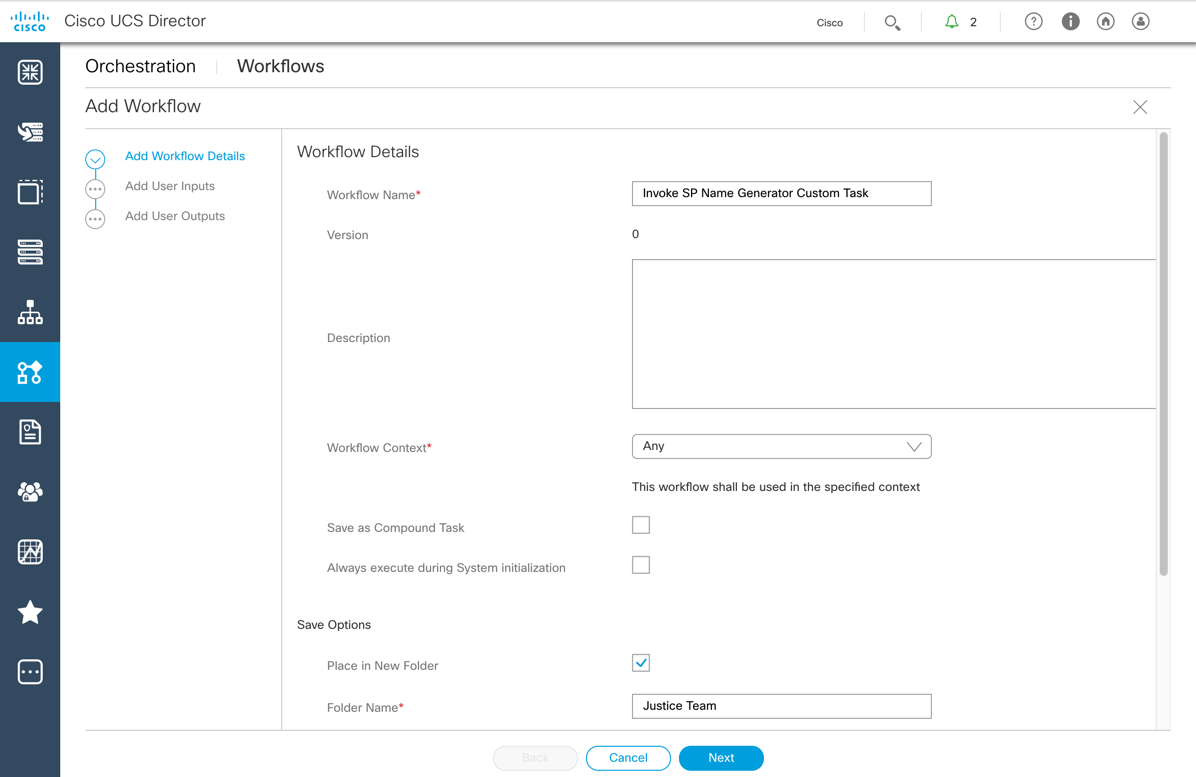 cisco
Cisco UCS Director
Cisco
2
Orchestration
Workflows
Add Workflow
Add Workflow Details
Add User Inputs
Add User Outputs
Workflow Details
Workflow Name*
Invoke SP Name Generator Custom Task
Version
0
Description
Workflow Context*
Any
This workflow shall be used in the specified context
Save as Compound Task
Always execute during System initialization
Save Options
Place in New Folder
Folder Name*
Justice Team
Back
Cancel
Next